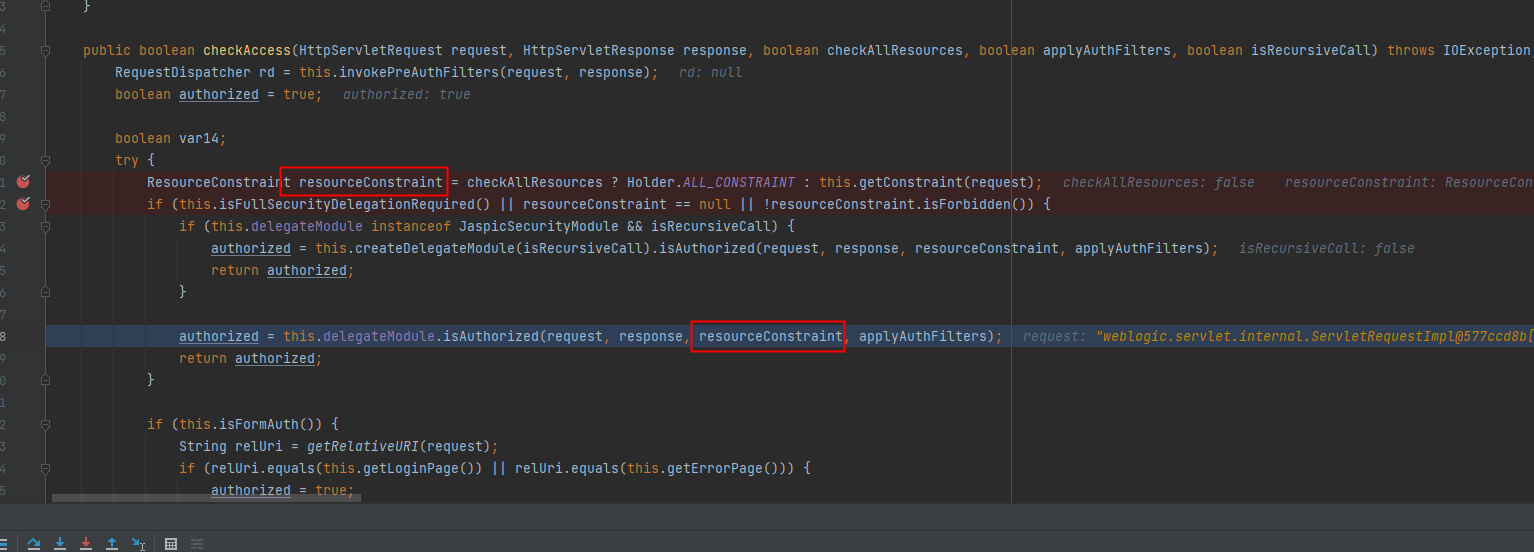 3 }
4
5 public boolean checkAccess(HttpServletRequest request, HttpServletResponse response, boolean checkAllResources, boolean applyAuthFilters, boolean isRecursiveCall) throws IOException,
6 RequestDispatcher rd = this.invokePreAuthFilters(request, response); rd: null
7 boolean authorized = true; authorized: true
8
9 boolean var14;
0 try {
1 ResourceConstraint resourceConstraint = checkAllResources ? Holder.ALL_CONSTRAINT : this.getConstraint(request); checkAllResources: false resourceConstraint: ResourceCon
2 if (this.isFullSecurityDelegationRequired() || resourceConstraint == null || !resourceConstraint.isForbidden()) {
3 if (this.delegateModule instanceof JaspicSecurityModule && isRecursiveCall) {
4 authorized = this.createDelegateModule(isRecursiveCall).isAuthorized(request, response, resourceConstraint, applyAuthFilters); isRecursiveCall: false
5 return authorized;
6 }
7
8 authorized = this.delegateModule.isAuthorized(request, response, resourceConstraint, applyAuthFilters); request: "weblogic.servlet.internal.ServletRequestImpl@577ccd8b[
9 return authorized;
0 }
1
2 if (this.isFormAuth()) {
3 String relUri = getRelativeURI(request);
4 if (relUri.equals(this.getLoginPage()) || relUri.equals(this.getErrorPage())) {
5 authorized = true;